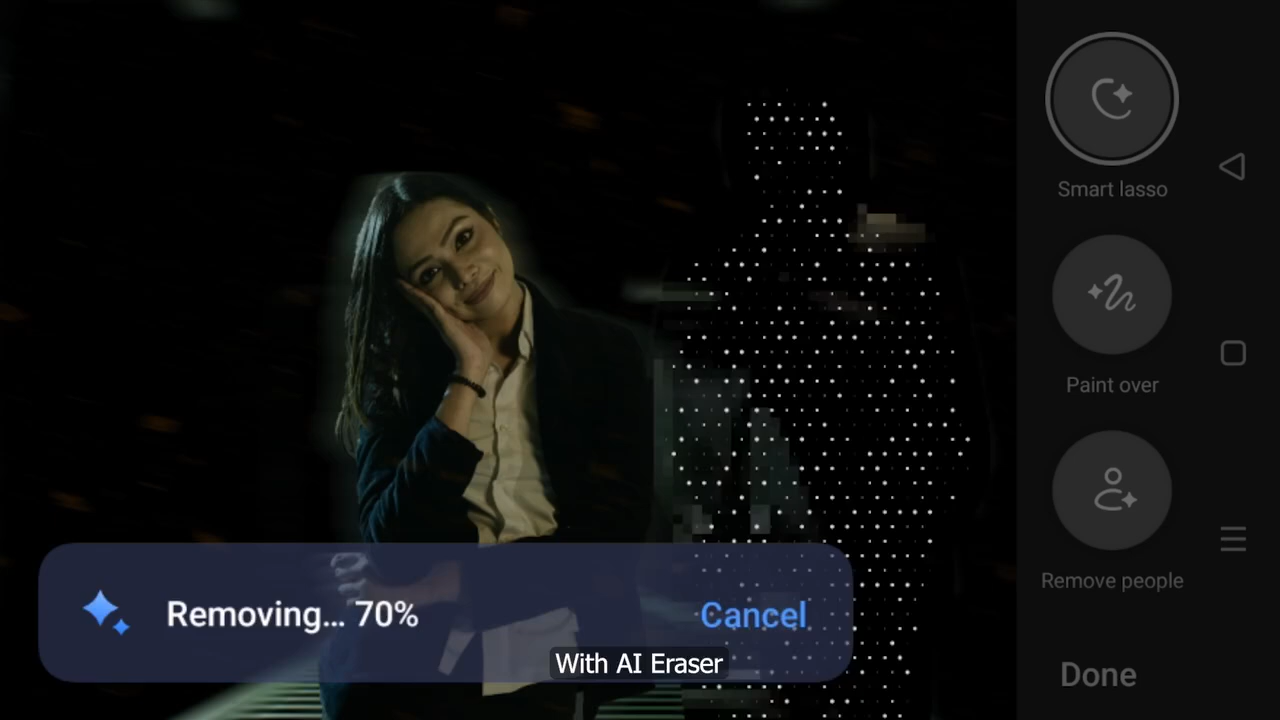 Smart lasso
Paint over
Remove people
Removing... 70%
Cancel
With AI Eraser
Done